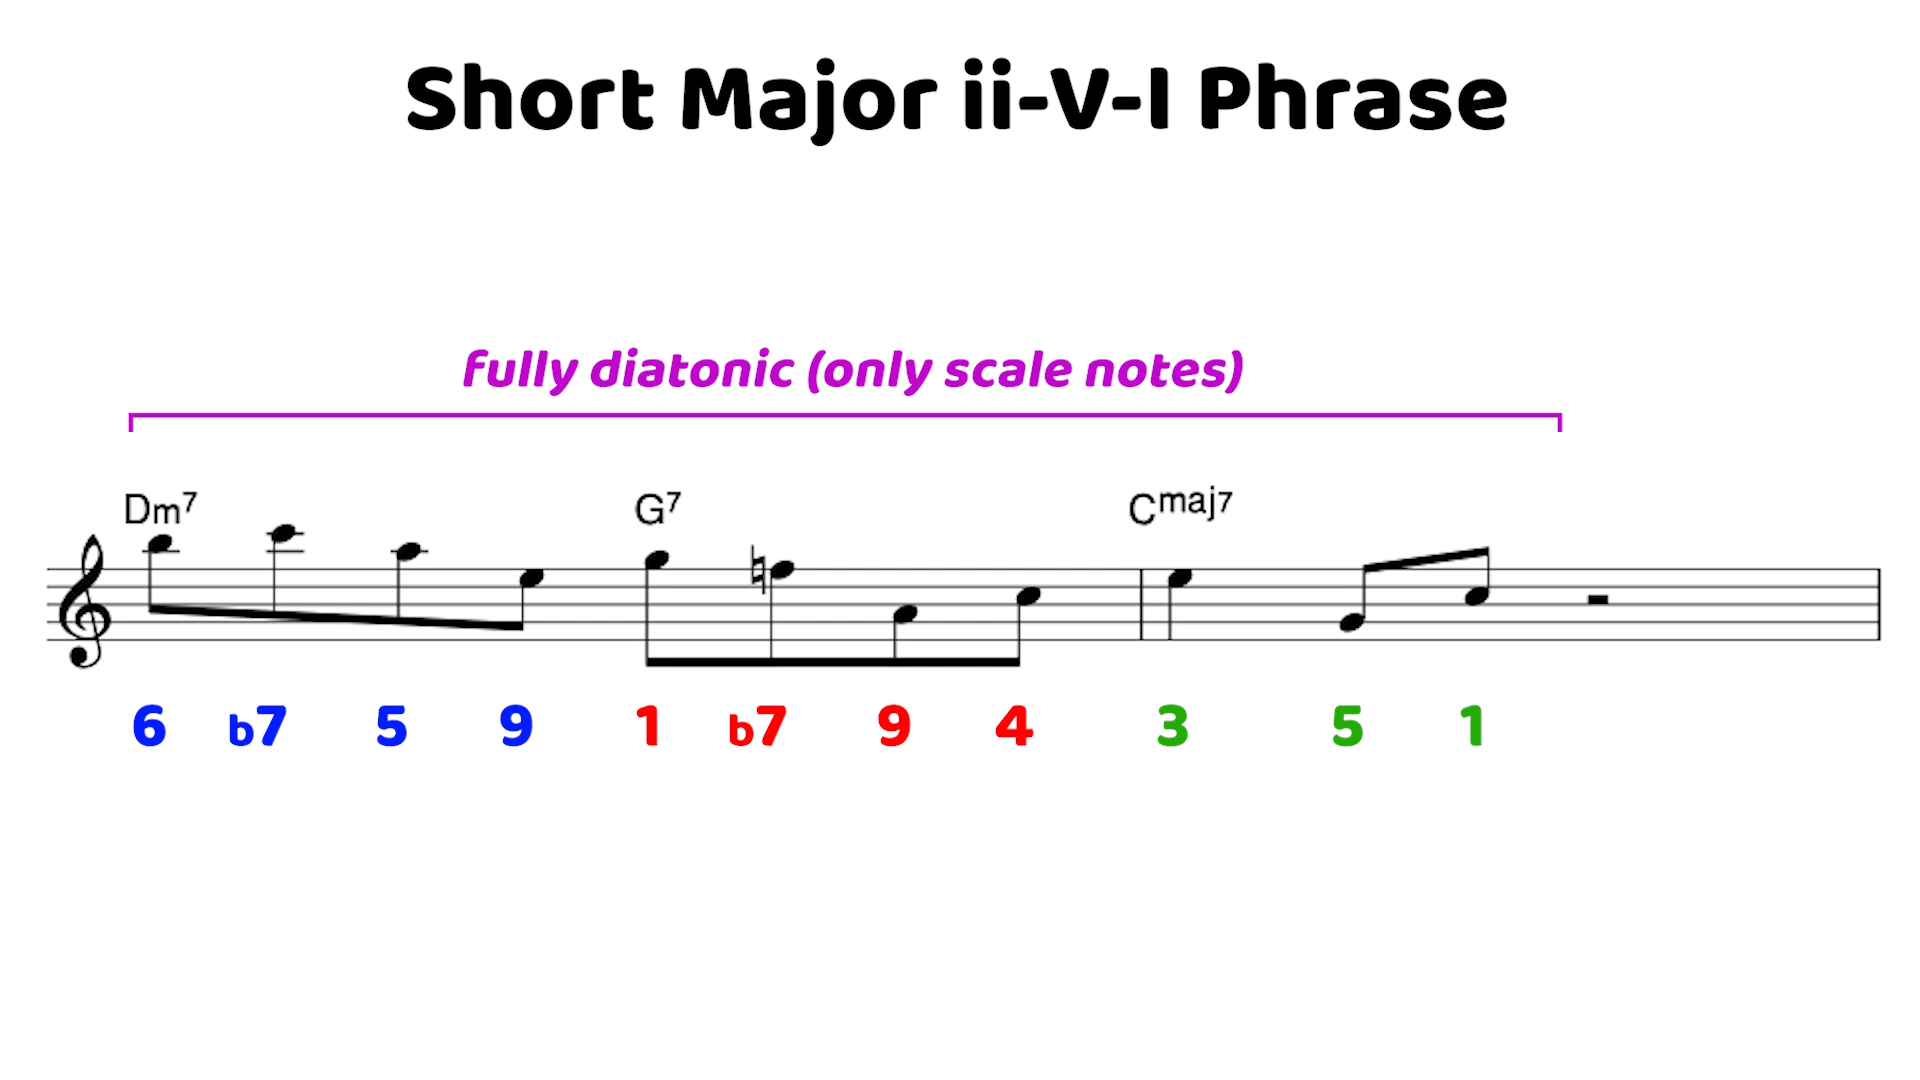 Short Major ii-V-I Phrase
fully diatonic (only scale notes)
Dm7 G7 Cmaj7
6 b7 5 9 1 b7 9 4 3 5 1